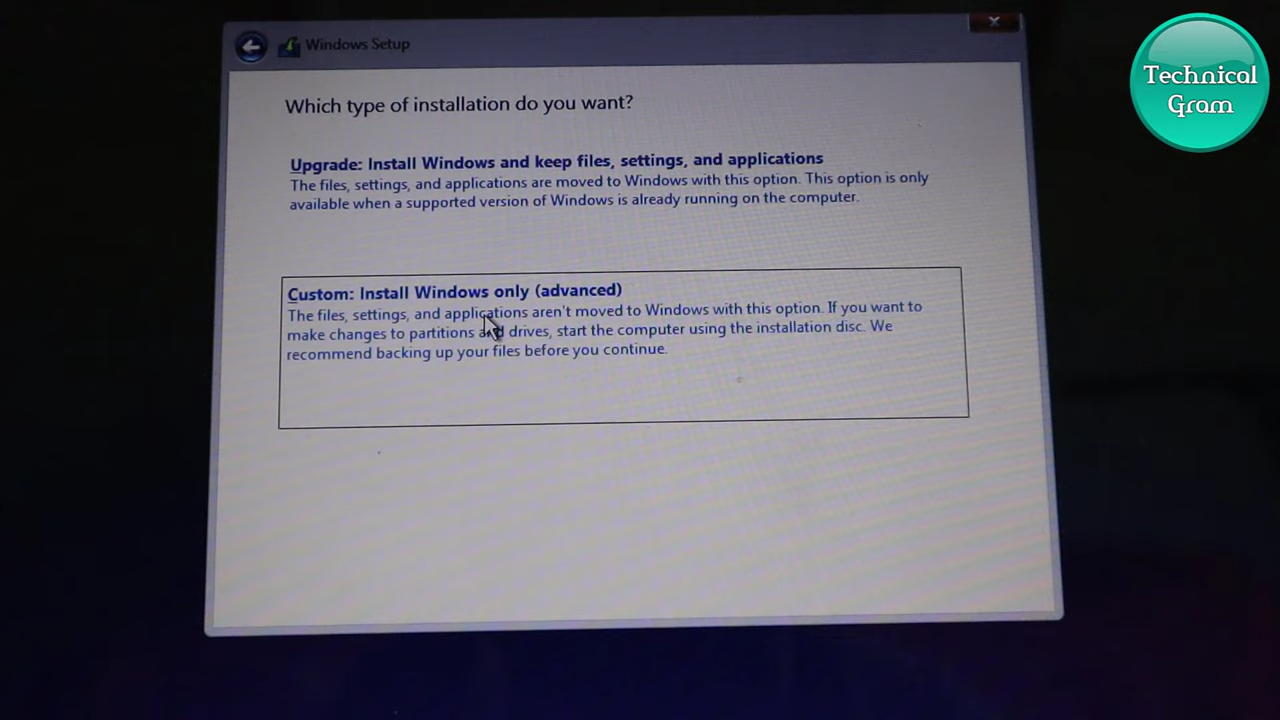 Windows Setup
Technical
Gram
Which type of installation do you want?
Upgrade: Install Windows and keep files, settings, and applications
The files, settings, and applications are moved to Windows with this option. This option is only
available when a supported version of Windows is already running on the computer.
Custom: Install Windows only (advanced)
The files, settings, and applications aren't moved to Windows with this option. If you want to
make changes to partitions and drives, start the computer using the installation disc. We
recommend backing up your files before you continue.